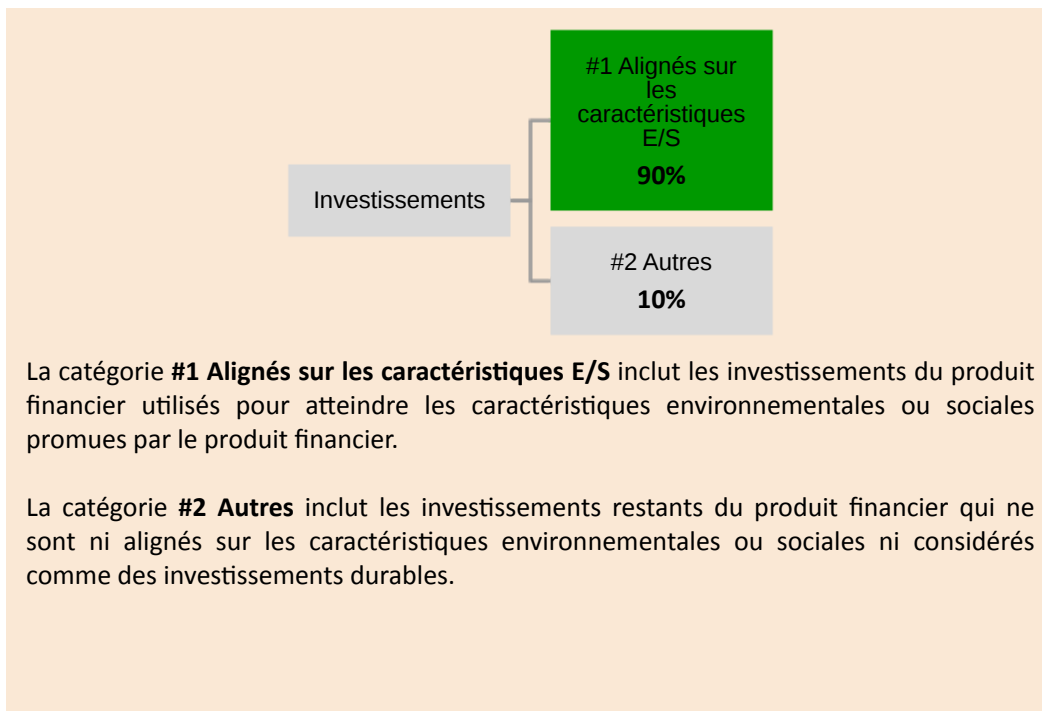 #1 Alignés sur
les
caractéristiques
E/S
90%
Investissements
#2 Autres
10%
La catégorie #1 Alignés sur les caractéristiques E/S inclut les investissements du produit
financier utilisés pour atteindre les caractéristiques environnementales ou sociales
promues par le produit financier.
La catégorie #2 Autres inclut les investissements restants du produit financier qui ne
sont ni alignés sur les caractéristiques environnementales ou sociales ni considérés
comme des investissements durables.